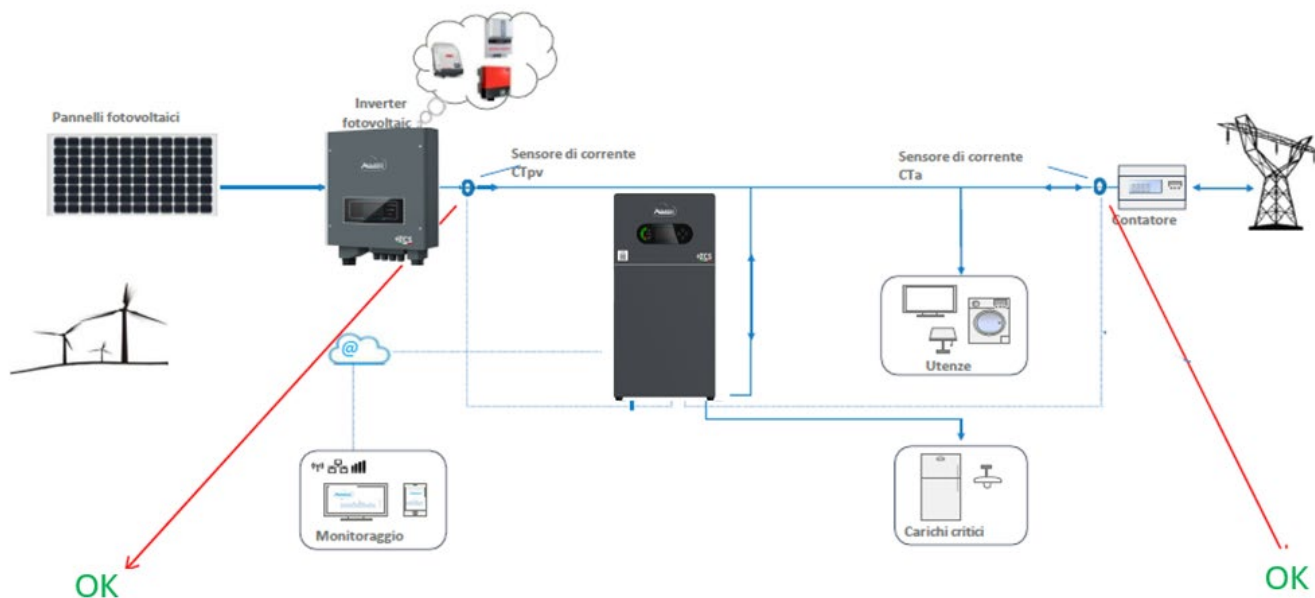 Pannelli fotovoltaici
Inverter
fotovoltaic
Sensore di corrente
CTpv
Sensore di corrente
CTa
Contatore
@
Utenze
Monitoraggio
Carichi critici
OK
OK